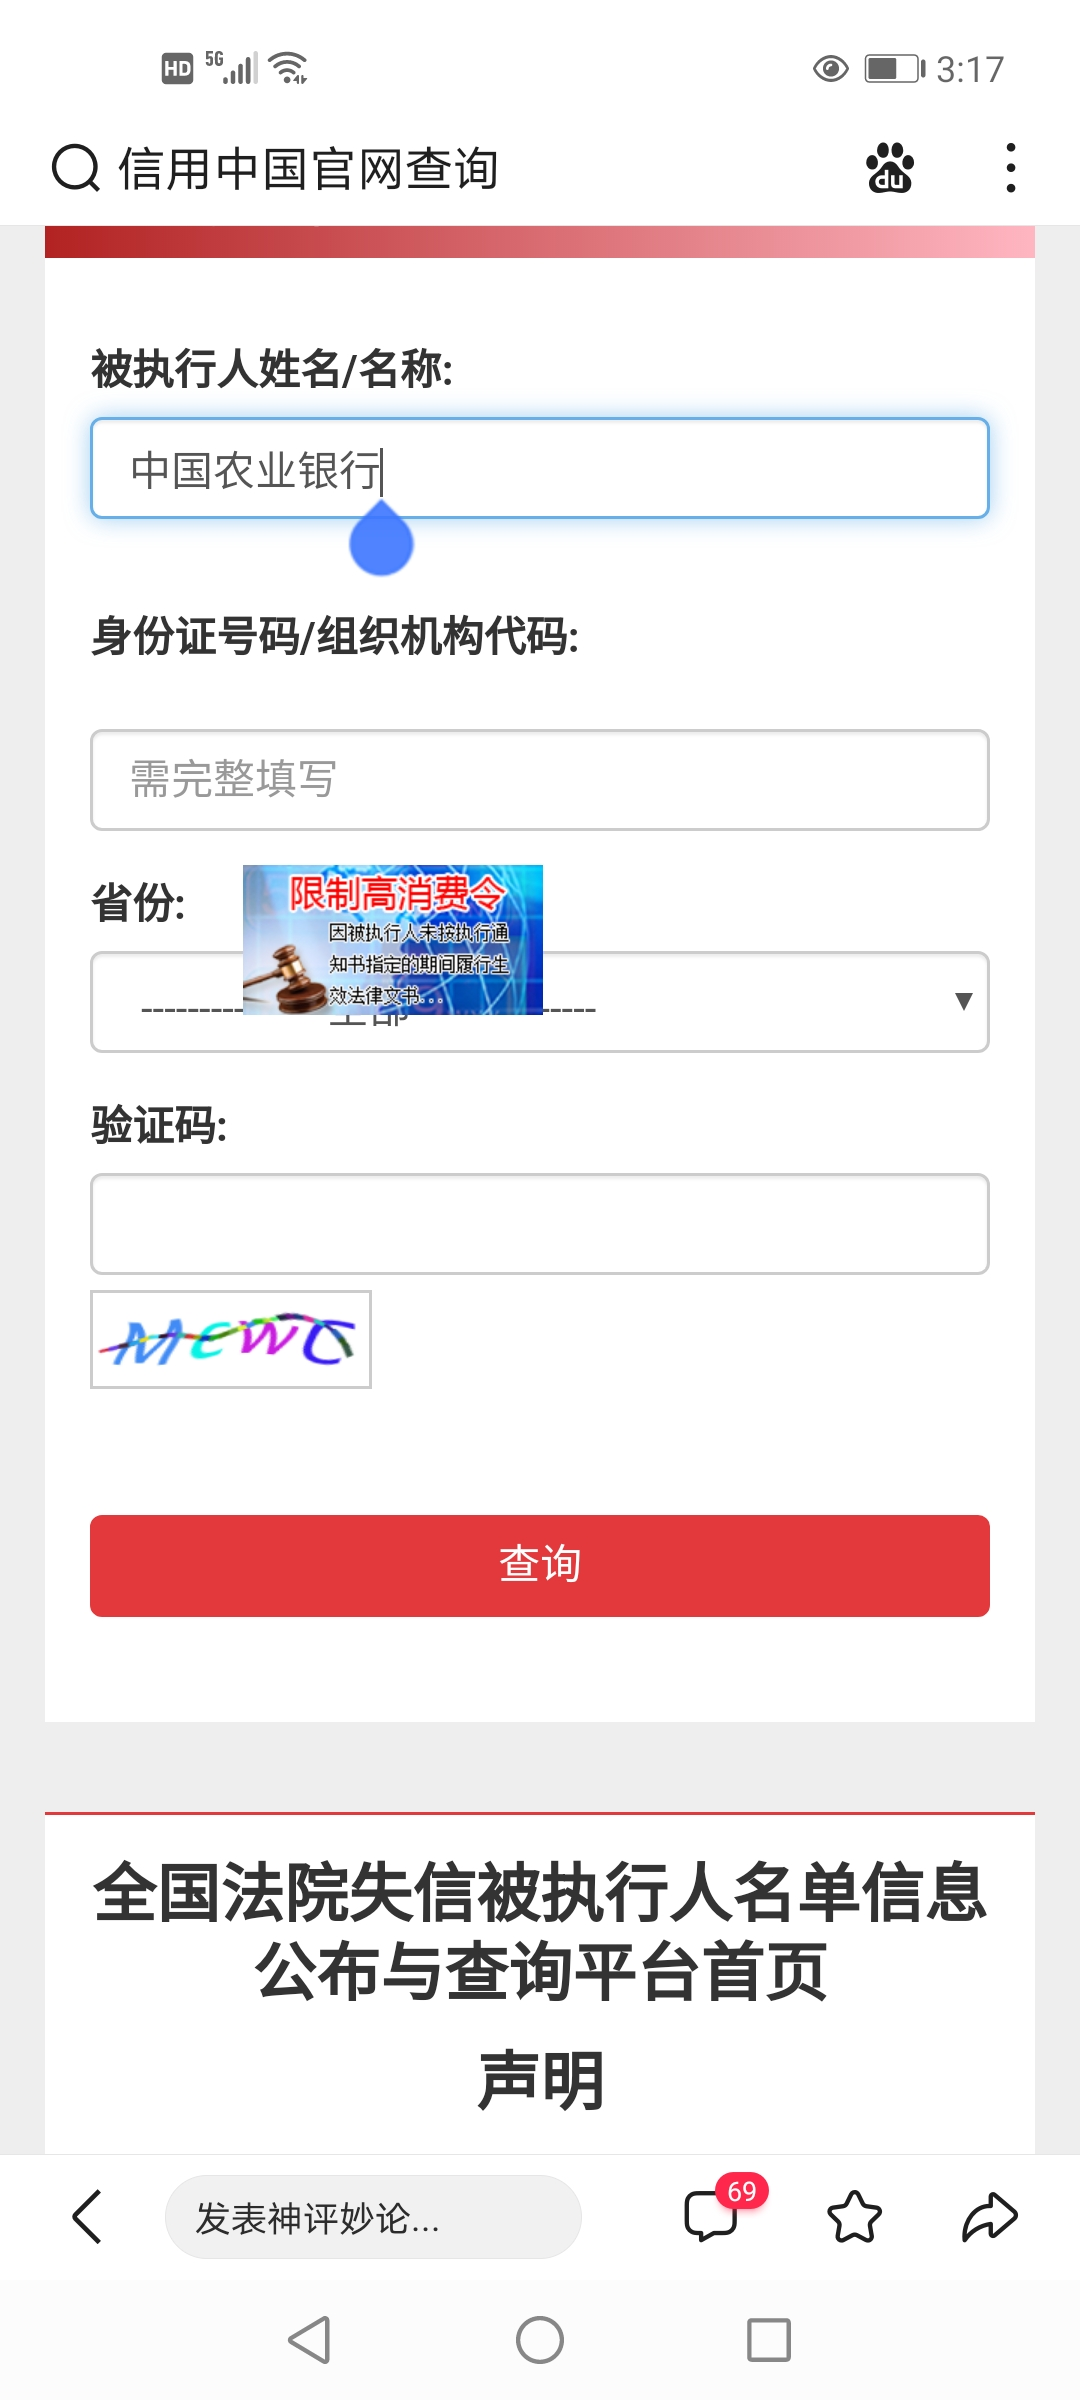 HD 5G 3:17
信用中国官网查询
du
被执行人姓名/名称:
中国农业银行
身份证号码/组织机构代码:
需完整填写
省份:
限制高消费令
因被执行人未按执行通
知书指定的期间履行生
效法律文书...
----------全部----------
验证码:
MCWC
查询
全国法院失信被执行人名单信息
公布与查询平台首页
声明
发表神评妙论...
69